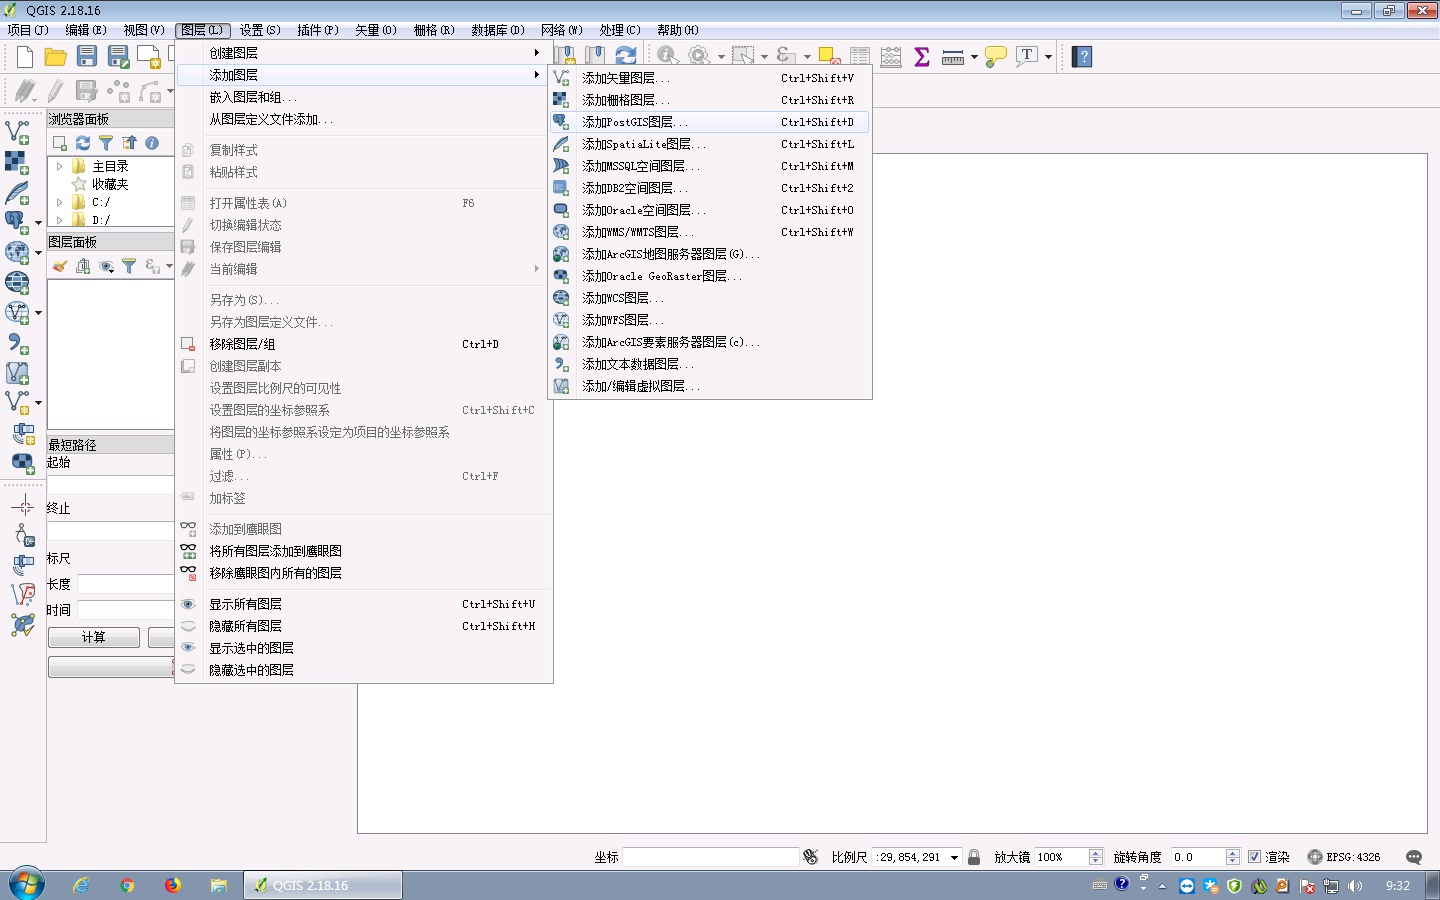 QGIS 2.18.16
项目(J) 编辑(E) 视图(V) 图层(L) 设置(S) 插件(P) 矢量(O) 栅格(R) 数据库(D) 网络(W) 处理(C) 帮助(H)
创建图层
添加图层
嵌入图层和组...
从图层定义文件添加...
复制样式
粘贴样式
打开属性表(A) F6
切换编辑状态
保存图层编辑
当前编辑
另存为(S)...
另存为图层定义文件...
移除图层/组 Ctrl+D
创建图层副本
设置图层比例尺的可见性
设置图层的坐标参照系 Ctrl+Shift+C
将图层的坐标参照系设定为项目的坐标参照系
属性(P)...
过滤... Ctrl+F
加标签
添加到鹰眼图
将所有图层添加到鹰眼图
移除鹰眼图内所有的图层
显示所有图层 Ctrl+Shift+U
隐藏所有图层 Ctrl+Shift+H
显示选中的图层
隐藏选中的图层
添加矢量图层... Ctrl+Shift+V
添加栅格图层... Ctrl+Shift+R
添加PostGIS图层... Ctrl+Shift+D
添加SpatiaLite图层... Ctrl+Shift+L
添加MSSQL空间图层... Ctrl+Shift+M
添加DB2空间图层... Ctrl+Shift+2
添加Oracle空间图层... Ctrl+Shift+O
添加WMS/WMTS图层... Ctrl+Shift+W
添加ArcGIS地图服务器图层(G)...
添加Oracle GeoRaster图层...
添加WCS图层...
添加WFS图层...
添加ArcGIS要素服务器图层(c)...
添加文本数据图层...
添加/编辑虚拟图层...
浏览器面板
主目录
收藏夹
C:/
D:/
图层面板
最短路径
起始
终止
标尺
长度
时间
计算
坐标 比例尺 :29,854,291 放大镜 100% 旋转角度 0.0 渲染 EPSG:4326
QGIS 2.18.16
9:32